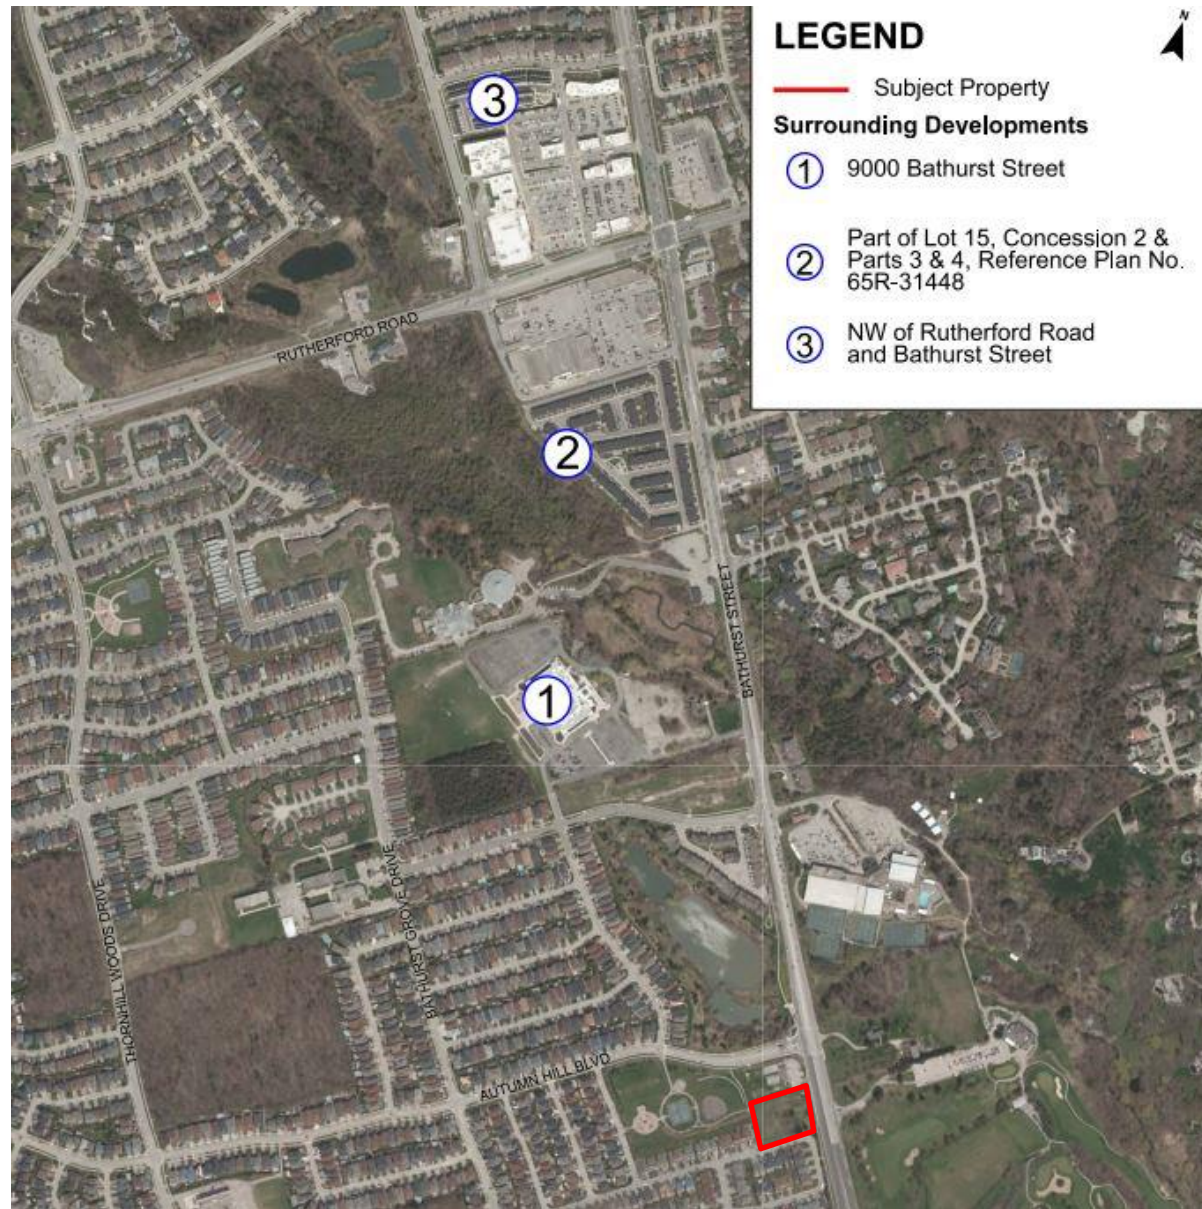 N
LEGEND
Subject Property
Surrounding Developments
1 9000 Bathurst Street
2 Part of Lot 15, Concession 2 &
Parts 3 & 4, Reference Plan No.
65R-31448
3 NW of Rutherford Road
and Bathurst Street
3
RUTHERFORD ROAD
2
BATHURST STREET
1
THORNHILL WOODS DRIVE
BATHURST GROVE DRIVE
AUTUMN HILL BLVD